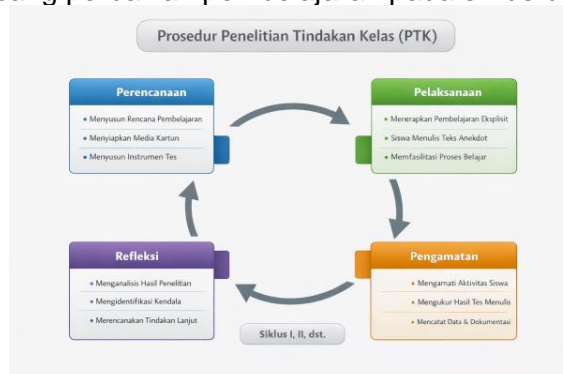 Prosedur Penelitian Tindakan Kelas (PTK)
Perencanaan
• Menyusun Rencana Pembelajaran
• Menyiapkan Media Kartun
• Menyusun Instrumen Tes
Pelaksanaan
• Menerapkan Pembelajaran Eksplisit
• Siswa Menulis Teks Anekdot
• Memfasilitasi Proses Belajar
Refleksi
• Menganalisis Hasil Penelitian
• Mengidentifikasi Kendala
• Merencanakan Tindakan Lanjut
Pengamatan
• Mengamati Aktivitas Siswa
• Mengukur Hasil Tes Menulis
• Mencatat Data & Dokumentasi
Siklus I, II, dst.